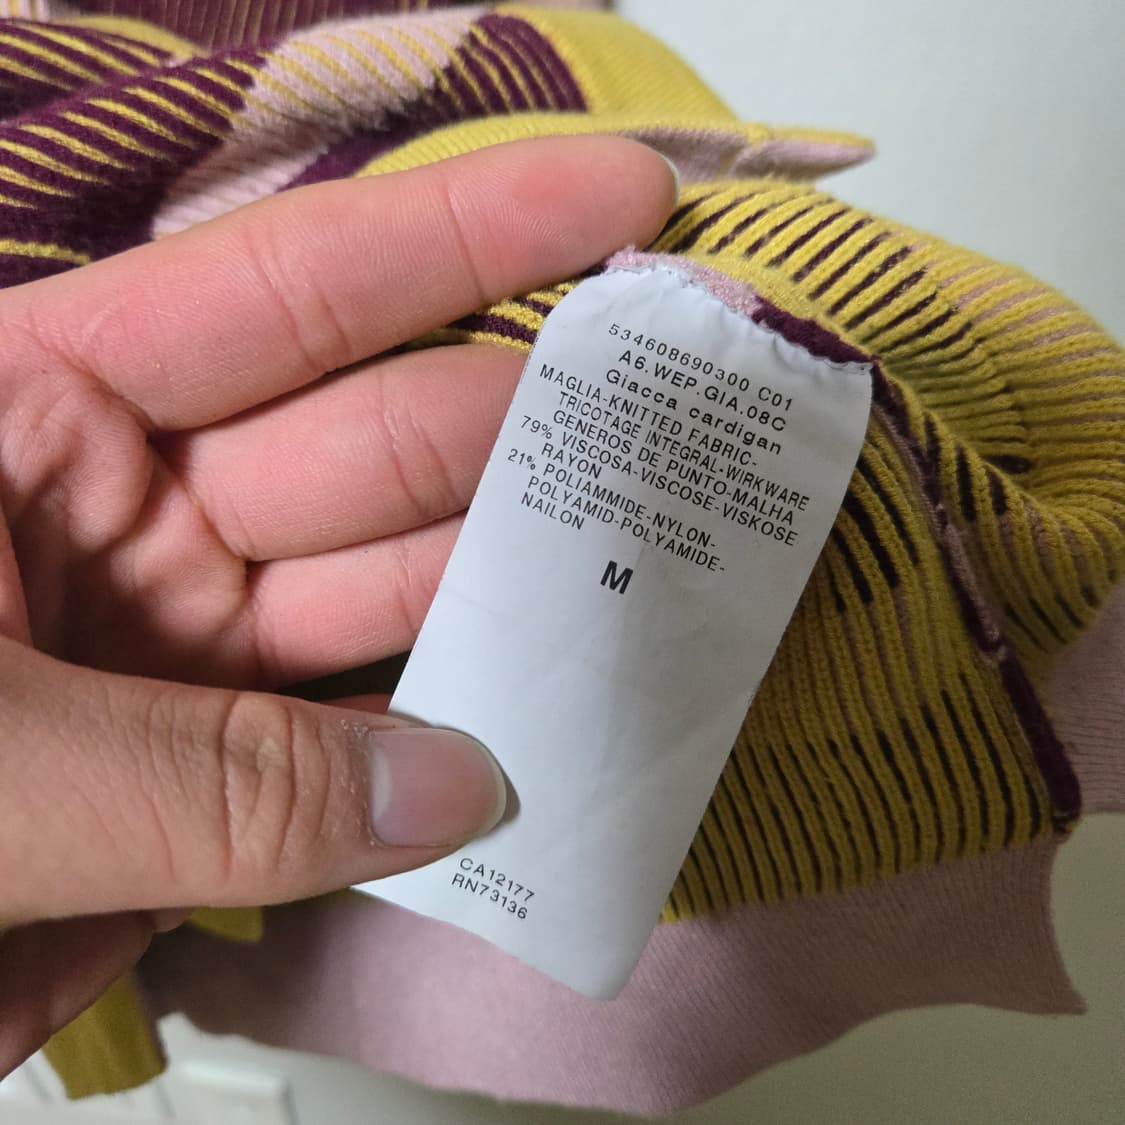 534608690300 C01
A6.WEP.GIA.08C
Giacca cardigan
MAGLIA-KNITTED FABRIC-
TRICOTAGE INTEGRAL-WIRKWARE
GENEROS DE PUNTO-MALHA
79% VISCOSA-VISCOSE-VISKOSE
RAYON
21% POLIAMMIDE-NYLON-
POLYAMID-POLYAMIDE-
NAILON
M
CA12177
RN73136